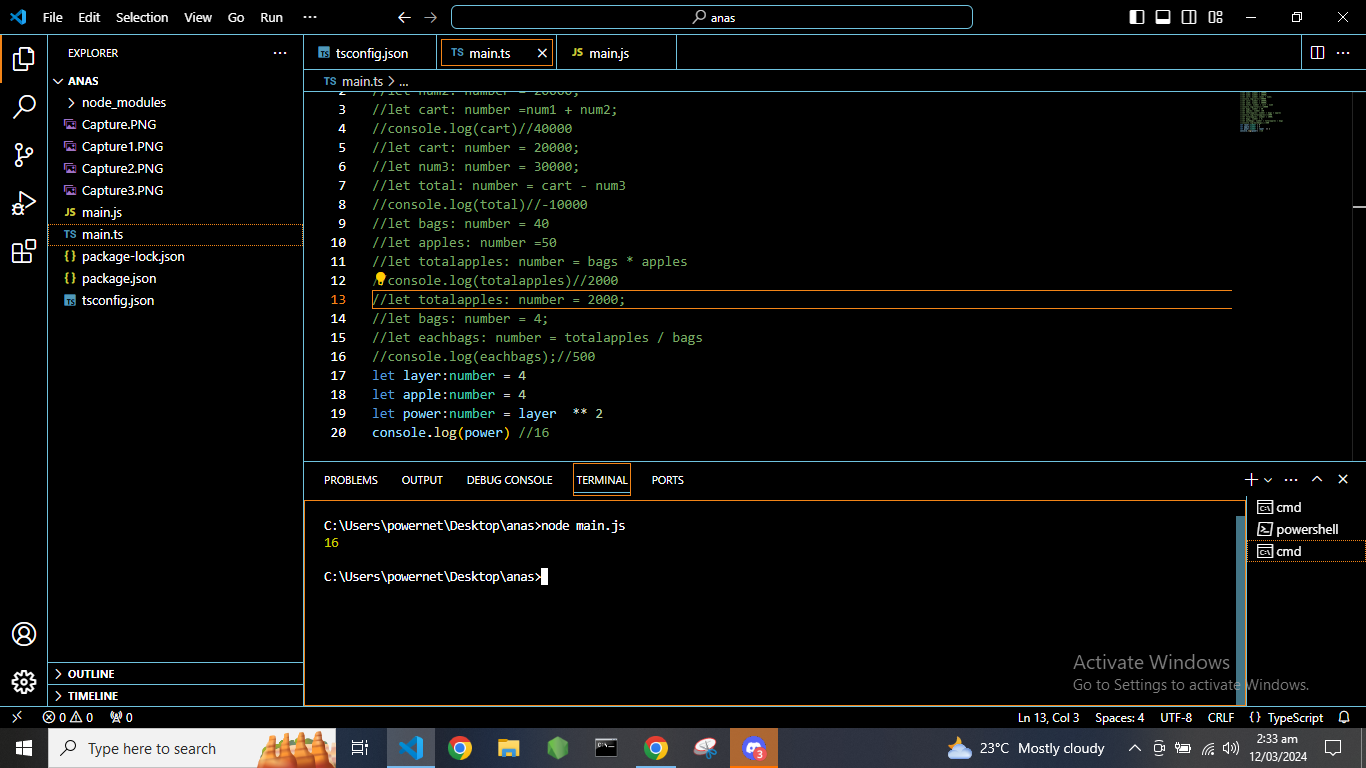 File Edit Selection View Go Run ··· anas
EXPLORER ···
ANAS
node_modules
Capture.PNG
Capture1.PNG
Capture2.PNG
Capture3.PNG
JS main.js
TS main.ts
{} package-lock.json
{} package.json
TS tsconfig.json
OUTLINE
TIMELINE
TS tsconfig.json TS main.ts JS main.js ···
TS main.ts > ...
2 //let num2: number = 20000;
3 //let cart: number =num1 + num2;
4 //console.log(cart)//40000
5 //let cart: number = 20000;
6 //let num3: number = 30000;
7 //let total: number = cart - num3
8 //console.log(total)//-10000
9 //let bags: number = 40
10 //let apples: number =50
11 //let totalapples: number = bags * apples
12 //console.log(totalapples)//2000
13 //let totalapples: number = 2000;
14 //let bags: number = 4;
15 //let eachbags: number = totalapples / bags
16 //console.log(eachbags);//500
17 let layer:number = 4
18 let apple:number = 4
19 let power:number = layer  ** 2
20 console.log(power) //16
PROBLEMS OUTPUT DEBUG CONSOLE TERMINAL PORTS ···
C:\Users\powernet\Desktop\anas>node main.js
16
C:\Users\powernet\Desktop\anas>
cmd
powershell
cmd
Activate Windows
Go to Settings to activate Windows.
0 0 0 Ln 13, Col 3 Spaces: 4 UTF-8 CRLF {} TypeScript
Type here to search 3 23°C Mostly cloudy 2:33 am
12/03/2024